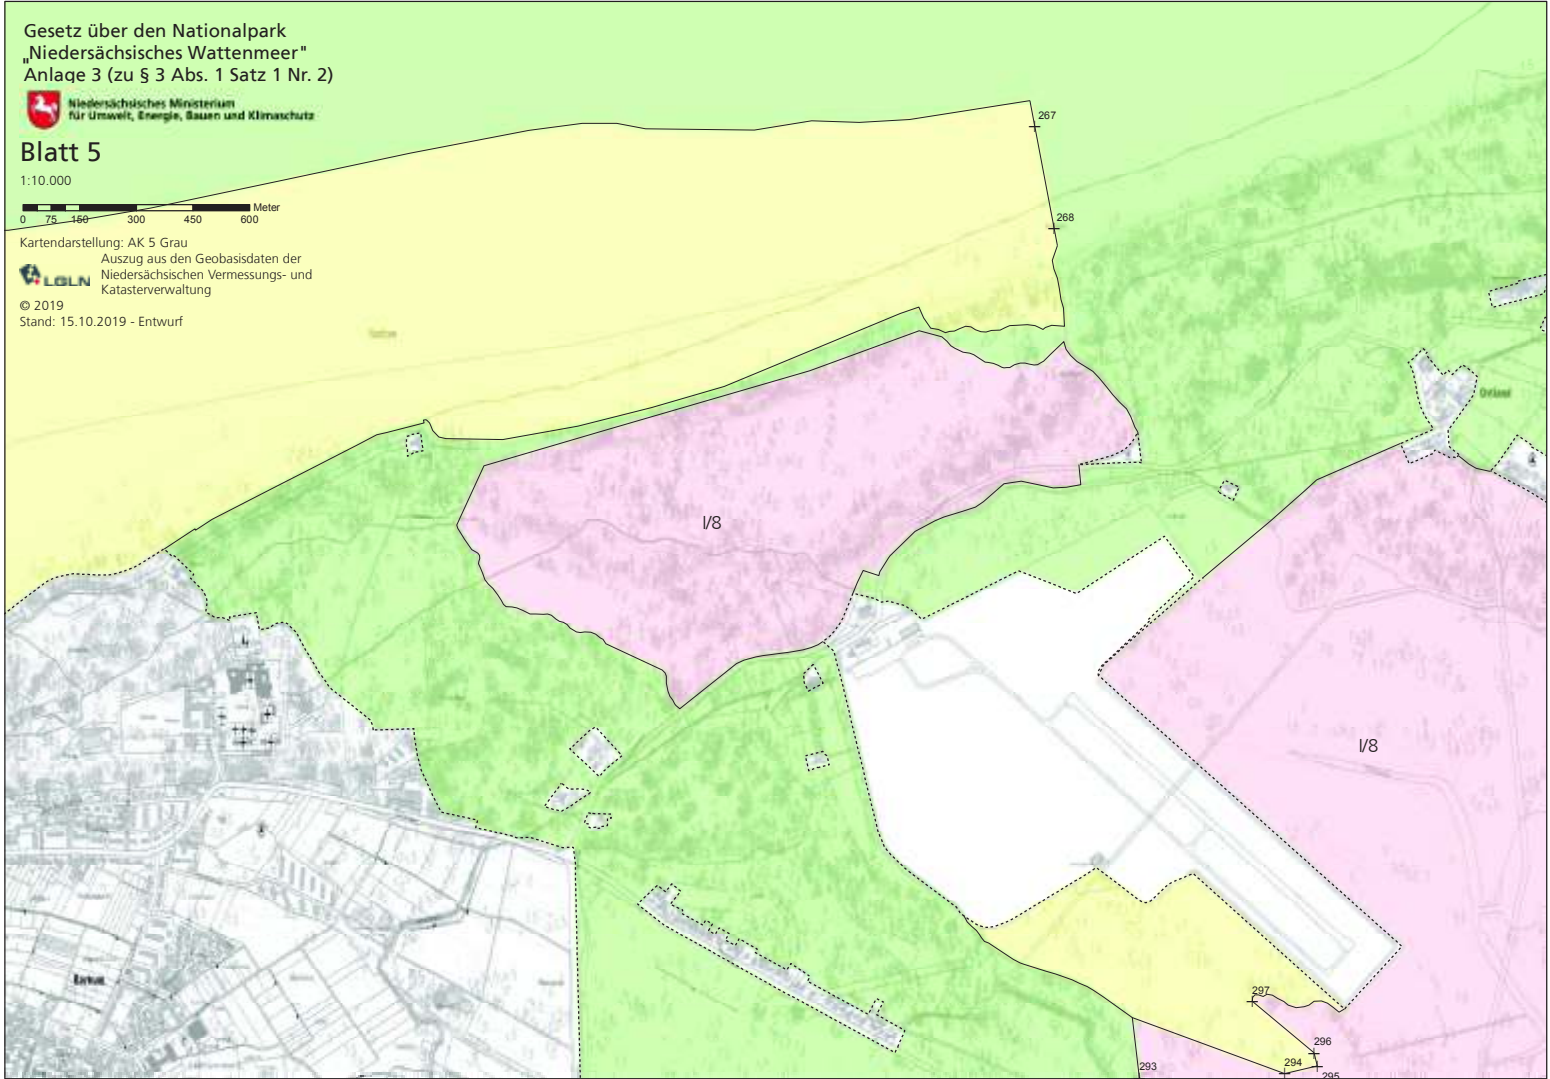 Gesetz über den Nationalpark
„Niedersächsisches Wattenmeer"
Anlage 3 (zu § 3 Abs. 1 Satz 1 Nr. 2)
Niedersächsisches Ministerium
für Umwelt, Energie, Bauen und Klimaschutz
Blatt 5
1:10.000
Meter
0 75 150 300 450 600
Kartendarstellung: AK 5 Grau
Auszug aus den Geobasisdaten der
Niedersächsischen Vermessungs- und
Katasterverwaltung
LGLN
© 2019
Stand: 15.10.2019 - Entwurf
267
268
I/8
I/8
297
296
294
295
293